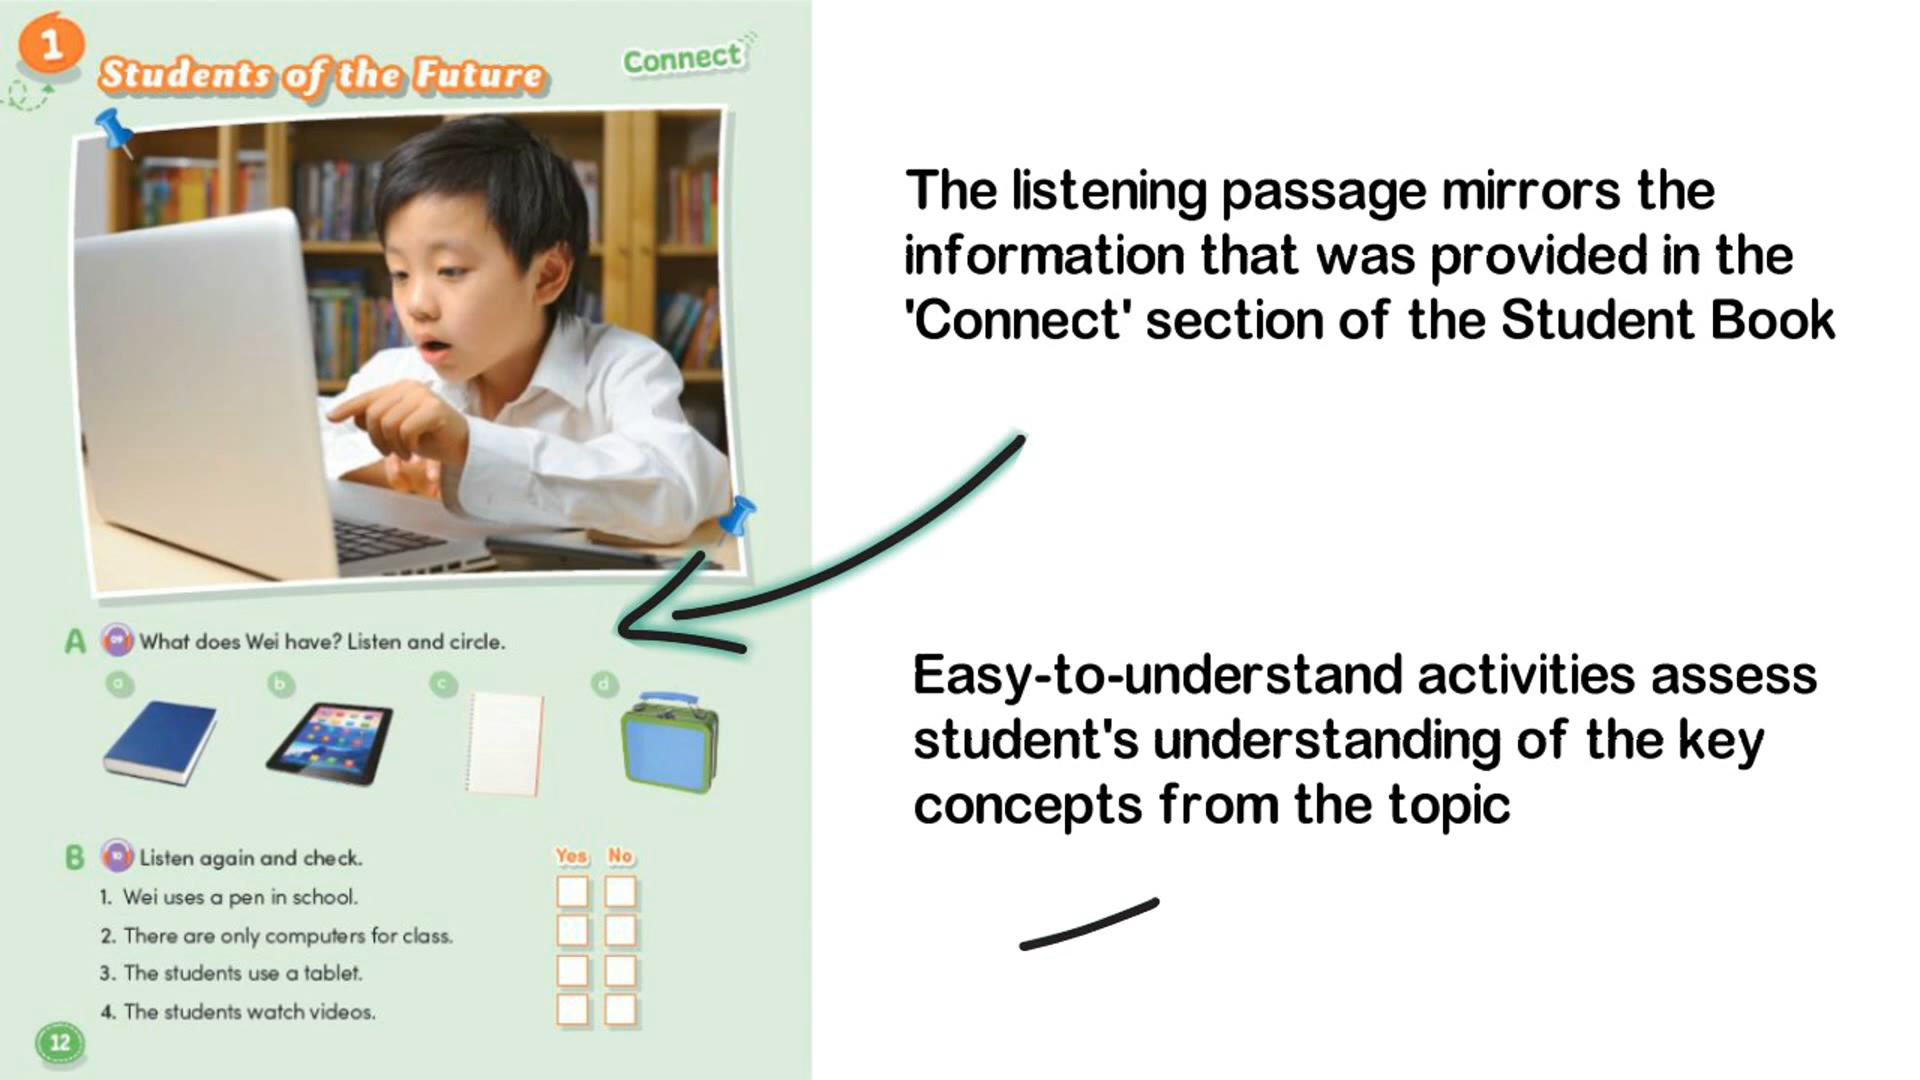 1
Students of the Future
Connect
A 09 What does Wei have? Listen and circle.
a b c d
B 10 Listen again and check.
Yes No
1. Wei uses a pen in school.
2. There are only computers for class.
3. The students use a tablet.
4. The students watch videos.
12
The listening passage mirrors the
information that was provided in the
'Connect' section of the Student Book
Easy-to-understand activities assess
student's understanding of the key
concepts from the topic